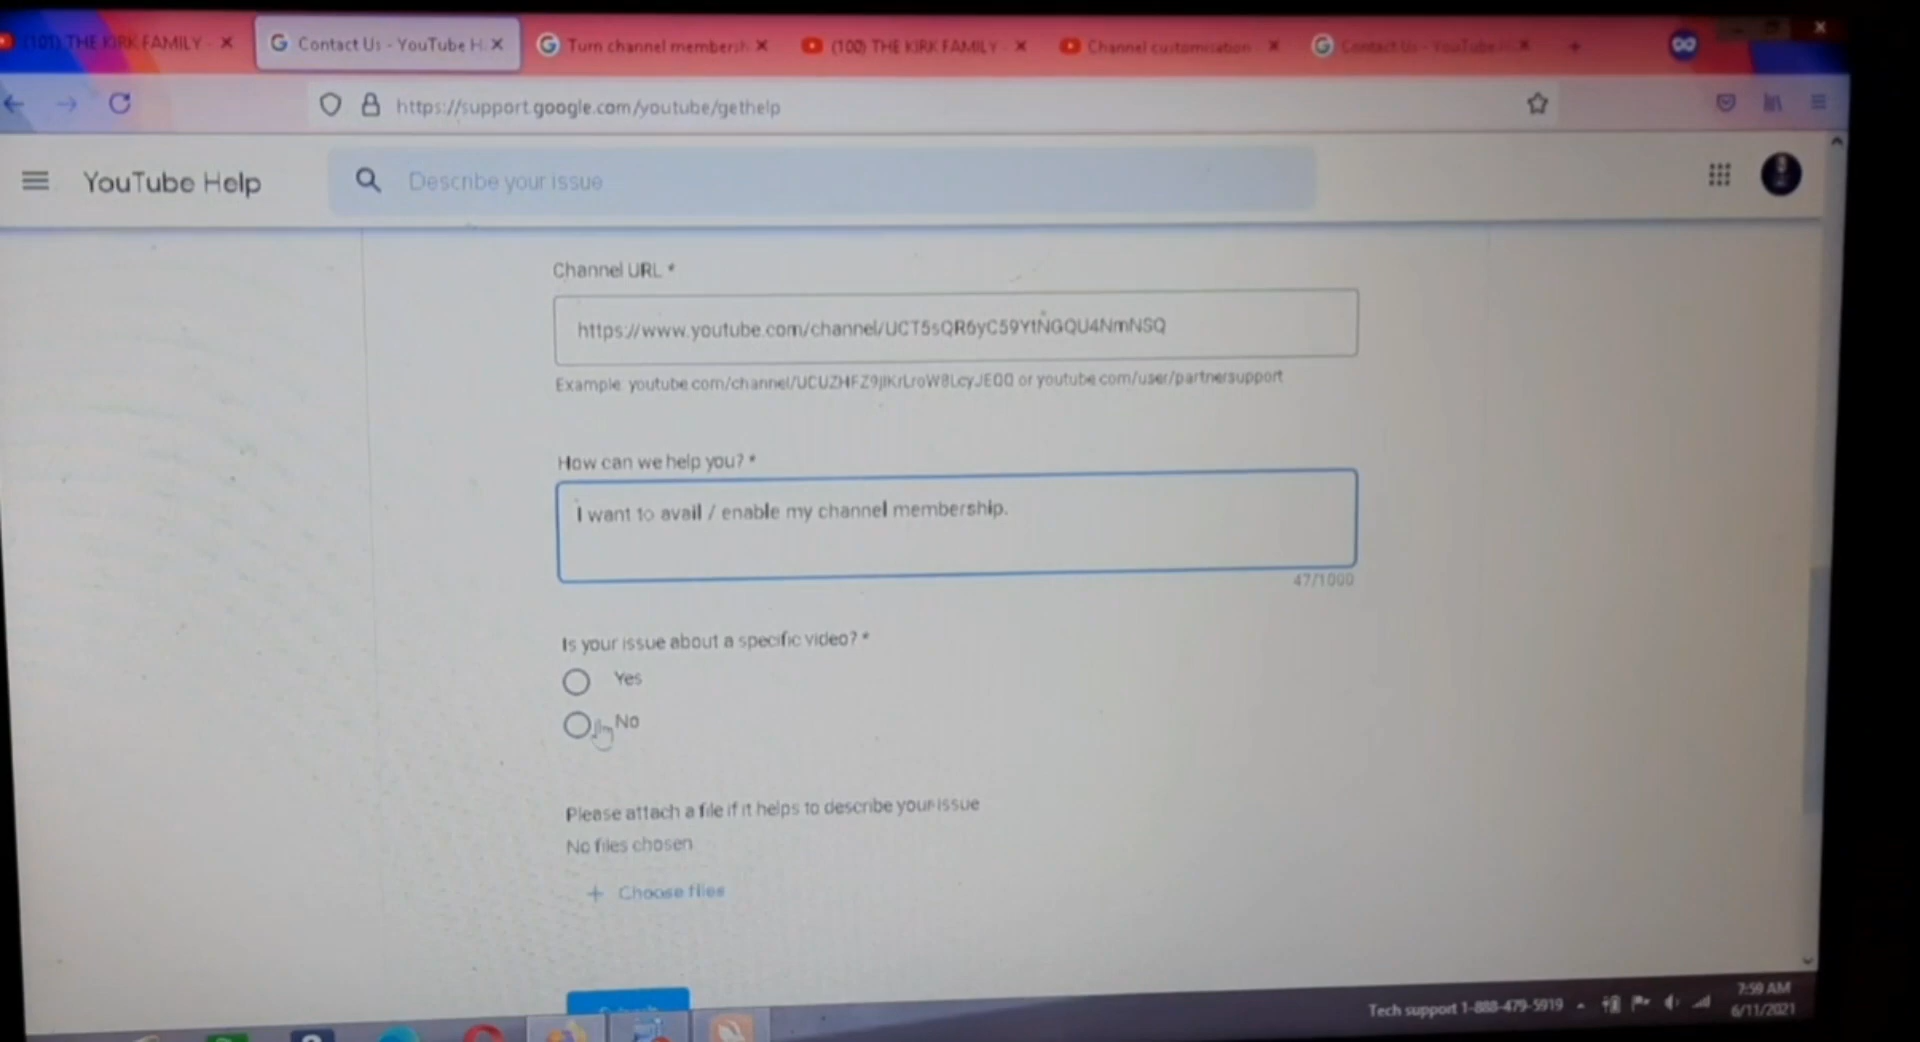 (101) THE KIRK FAMILY - 
Contact Us - YouTube H
Turn channel membersh
(100) THE KIRK FAMILY -
Channel customisation
Contact Us - YouTube H
https://support.google.com/youtube/gethelp
YouTube Help
Describe your issue
Channel URL *
https://www.youtube.com/channel/UCT5sQR6yC59YtNGQU4NmNSQ
Example: youtube.com/channel/UCUZHFZ9jIKrLroW8LcyJEQQ or youtube.com/user/partnersupport
How can we help you? *
I want to avail / enable my channel membership.
47/1000
Is your issue about a specific video? *
Yes
No
Please attach a file if it helps to describe your issue
No files chosen
+ Choose files
Tech support 1-888-479-5919
7:59 AM
6/11/2021